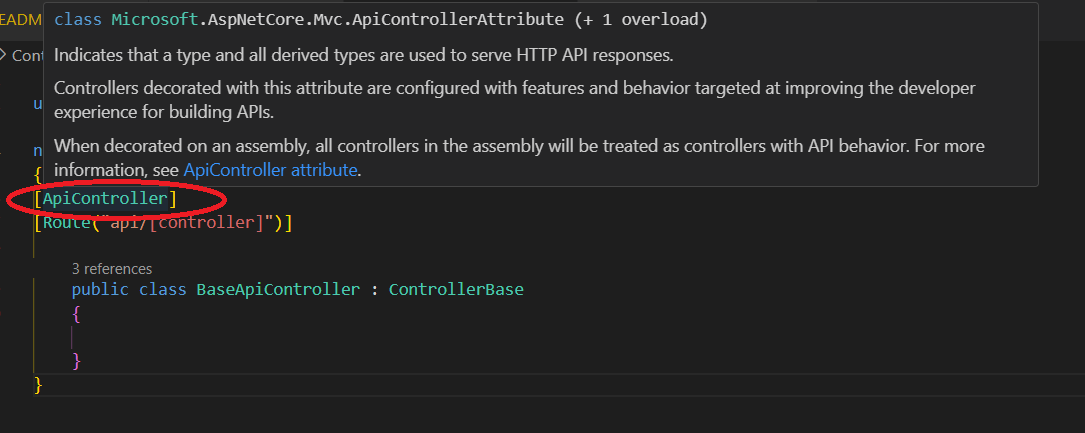 README
class Microsoft.AspNetCore.Mvc.ApiControllerAttribute (+ 1 overload)
Indicates that a type and all derived types are used to serve HTTP API responses.
> Cont
Controllers decorated with this attribute are configured with features and behavior targeted at improving the developer
experience for building APIs.
u
n
When decorated on an assembly, all controllers in the assembly will be treated as controllers with API behavior. For more
information, see ApiController attribute.
{
[ApiController]
[Route("api/[controller]")]
3 references
public class BaseApiController : ControllerBase
{
}
}